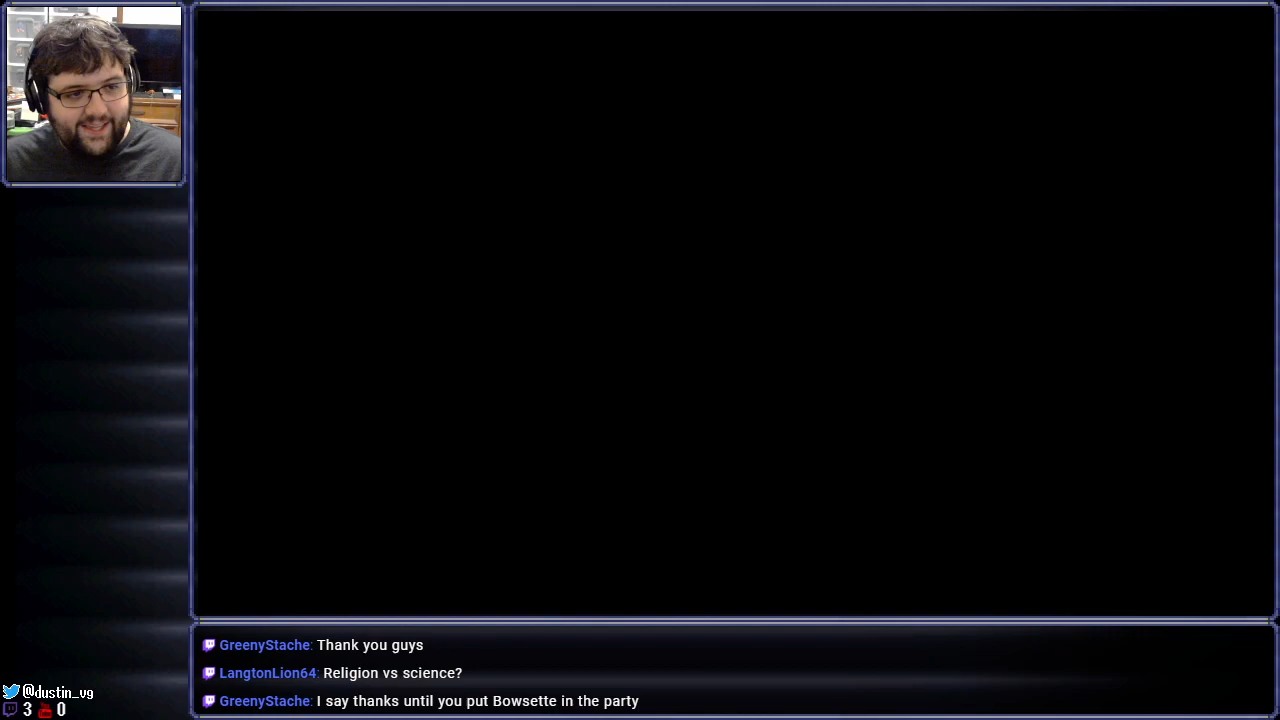 GreenyStache: Thank you guys
LangtonLion64: Religion vs science?
GreenyStache: I say thanks until you put Bowsette in the party
@dustin_vg
3 0